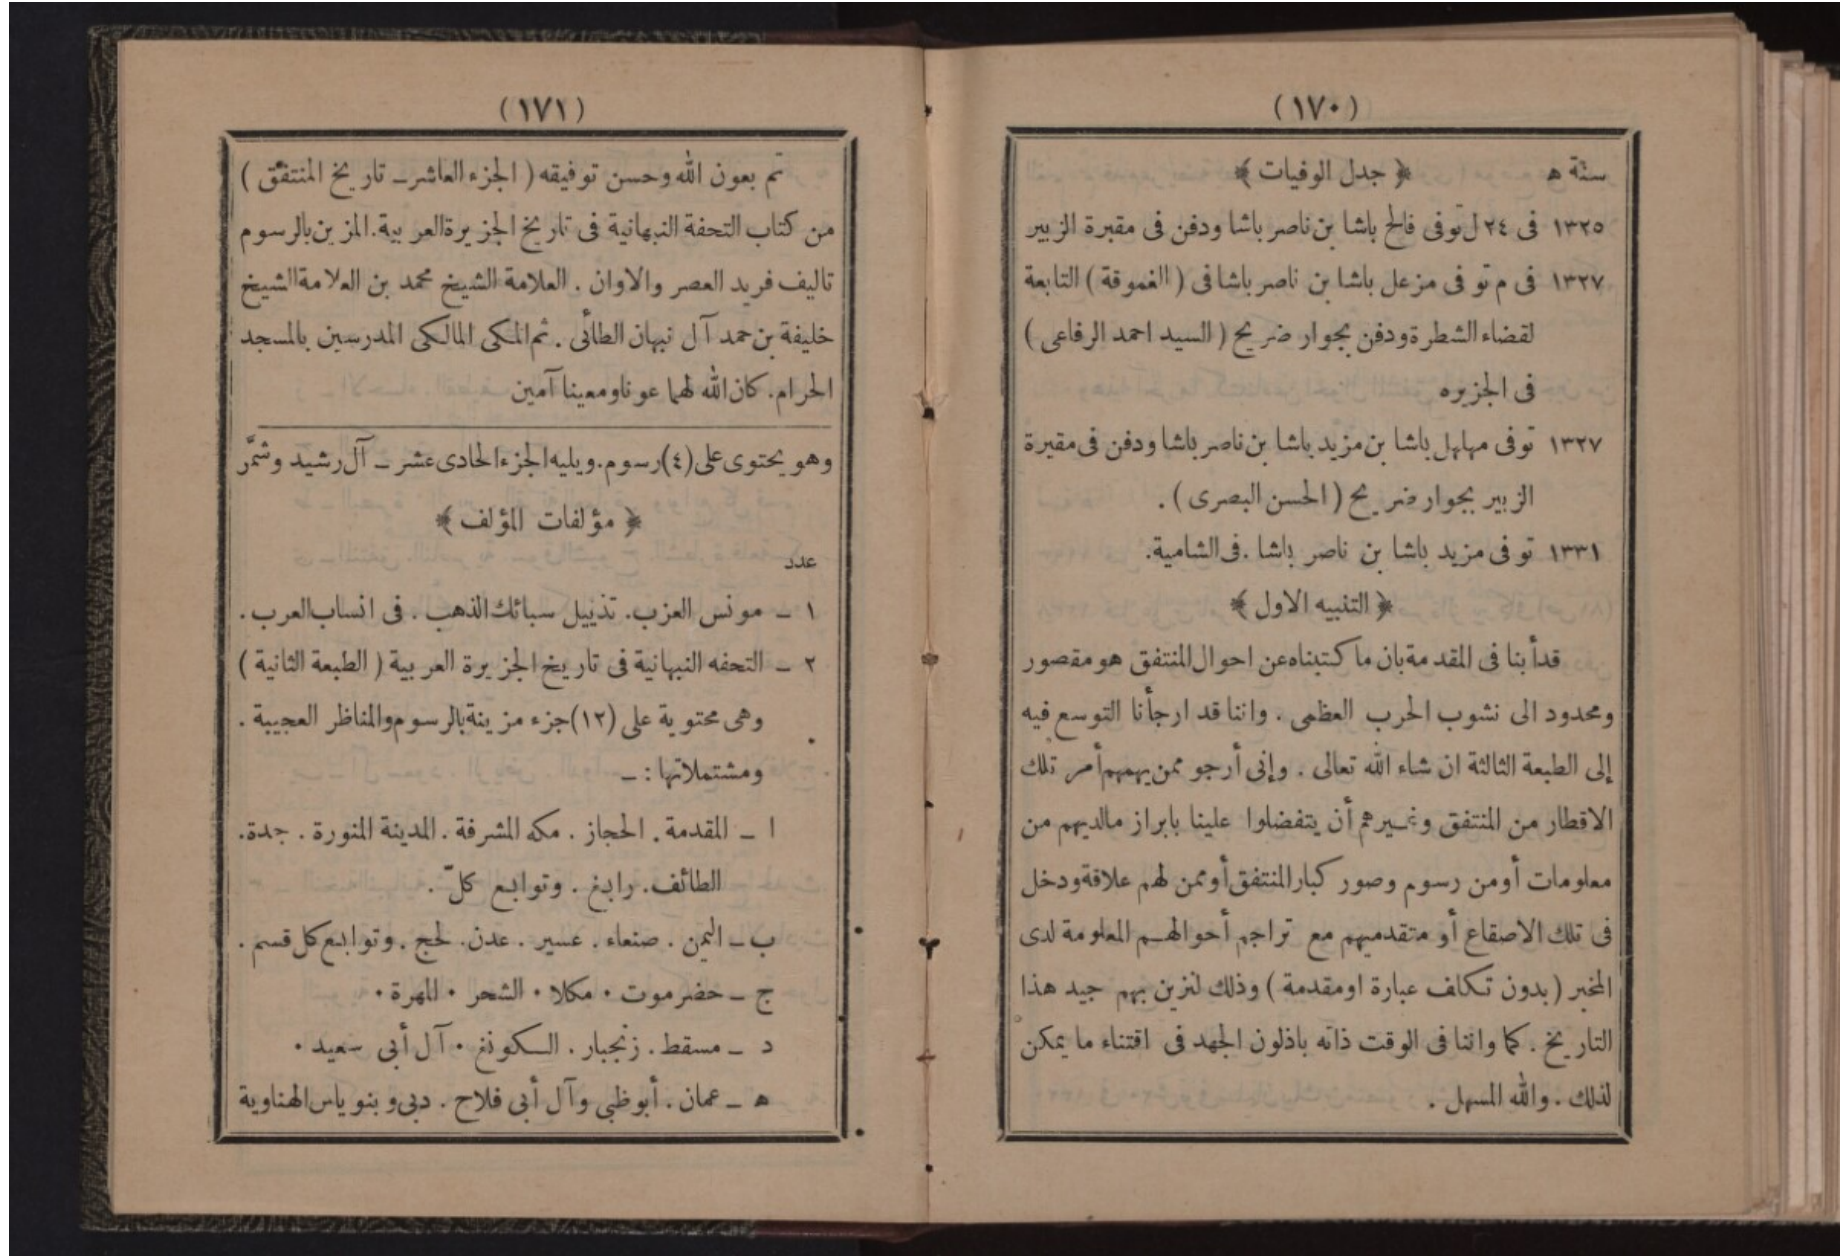 (١٧٠)
سنة ه ﴿ جدل الوفيات ﴾
١٣٢٥ فى ٢٤ ل توفى فالح باشا بن ناصر باشا ودفن فى مقبرة الزبير
١٣٢٧ فى م توفى مزعل باشا بن ناصر باشا فى ( الغموقة ) التابعة
لقضاء الشطرة ودفن بجوار ضريح ( السيد احمد الرفاعى )
فى الجزيره
١٣٢٧ توفى مهلهل باشا بن مزيد باشا بن ناصر باشا ودفن فى مقبرة
الزبير بجوار ضريح ( الحسن البصرى ) .
١٣٣١ توفى مزيد باشا بن ناصر باشا . فى الشامية.
﴿ التنبيه الاول ﴾
قد أبنا فى المقدمة بان ما كتبناه عن احوال المنتفق هو مقصور
ومحدود الى نشوب الحرب العظمى . واننا قد ارجأنا التوسع فيه
إلى الطبعة الثالثة ان شاء الله تعالى . وإنى أرجو ممن يهمهم أمر تلك
الاقطار من المنتفق وغيرهم أن يتفضلوا علينا بابراز مالديهم من
معلومات أو من رسوم وصور كبار المنتفق أو ممن لهم علاقة ودخل
فى تلك الاصقاع أو متقدميهم مع تراجم أحوالهم المعلومة لدى
المخبر ( بدون تكلف عبارة او مقدمة ) وذلك لنزين بهم جيد هذا
التاريخ . كما واننا فى الوقت ذاته باذلون الجهد فى اقتناء ما يمكن
لذلك . والله المسهل .
(١٧١)
تم بعون الله وحسن توفيقه ( الجزء العاشر ـ تاريخ المنتفق )
من كتاب التحفة النبهانية فى تاريخ الجزيرة العربية. المزين بالرسوم
تاليف فريد العصر والاوان . العلامة الشيخ محمد بن العلامة الشيخ
خليفة بن حمد آل نبهان الطائى . ثم المكى المالكى المدرسين بالمسجد
الحرام. كان الله لهما عونا ومعينا آمين
وهو يحتوى على (٤) رسوم. ويليه الجزء الحادى عشر ـ آل رشيد وشمَّر
﴿ مؤلفات المؤلف ﴾
عدد
١ ـ مونس العزب. تذييل سبائك الذهب . فى انساب العرب .
٢ ـ التحفه النبهانية فى تاريخ الجزيرة العربية ( الطبعة الثانية )
وهى محتوية على (١٢) جزء مزينة بالرسوم والمناظر العجيبة .
ومشتملاتها : ـ
ا ـ المقدمة . الحجاز . مكه المشرفة . المدينة المنورة . جدة.
الطائف. رابغ . وتوابع كلّ .
ب ـ اليمن . صنعاء . عسير . عدن. لحج . وتوابع كل قسم .
ج ـ حضرموت . مكلا . الشحر . المهرة .
د ـ مسقط . زنجبار . السكونغ . آل أبى سعيد .
ه ـ عمان . أبوظبى وآل أبى فلاح . دبى وبنو ياس الهناوية